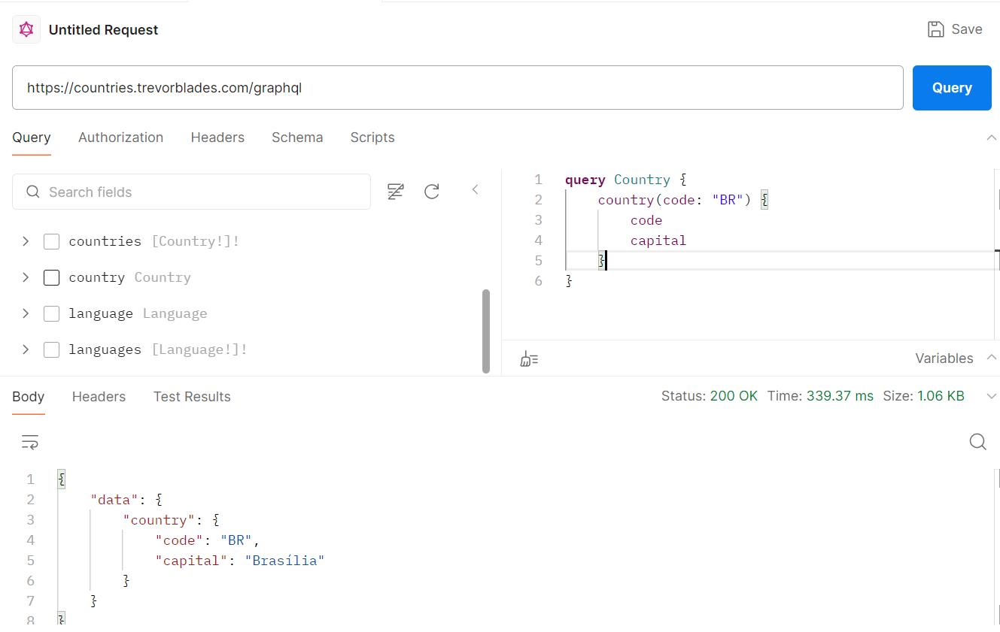 Untitled Request
Save
https://countries.trevorblades.com/graphql
Query
Query Authorization Headers Schema Scripts
Search fields
countries [Country!]!
country Country
language Language
languages [Language!]!
1 query Country {
2 country(code: "BR") {
3 code
4 capital
5 }
6 }
Variables
Body Headers Test Results
Status: 200 OK Time: 339.37 ms Size: 1.06 KB
1 {
2 "data": {
3 "country": {
4 "code": "BR",
5 "capital": "Brasília"
6 }
7 }
8 }